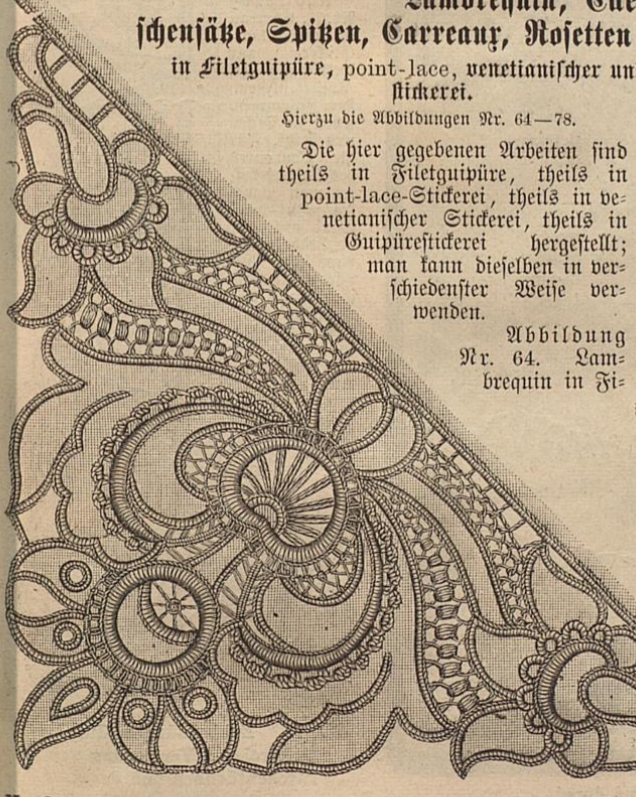 Lambrequin,
schensätze, Spitzen, Carreaux, Rosetten
in Filetguipüre, point-lace, venetianischer un
stickerei.
Hierzu die Abbildungen Nr. 64—78.
Die hier gegebenen Arbeiten sind
theils in Filetguipüre, theils in
point-lace-Stickerei, theils in ve=
netianischer Stickerei, theils in
Guipürestickerei hergestellt;
man kann dieselben in ver=
schiedenster Weise ver=
wenden.
Abbildung
Nr. 64. Lam=
brequin in Fi=